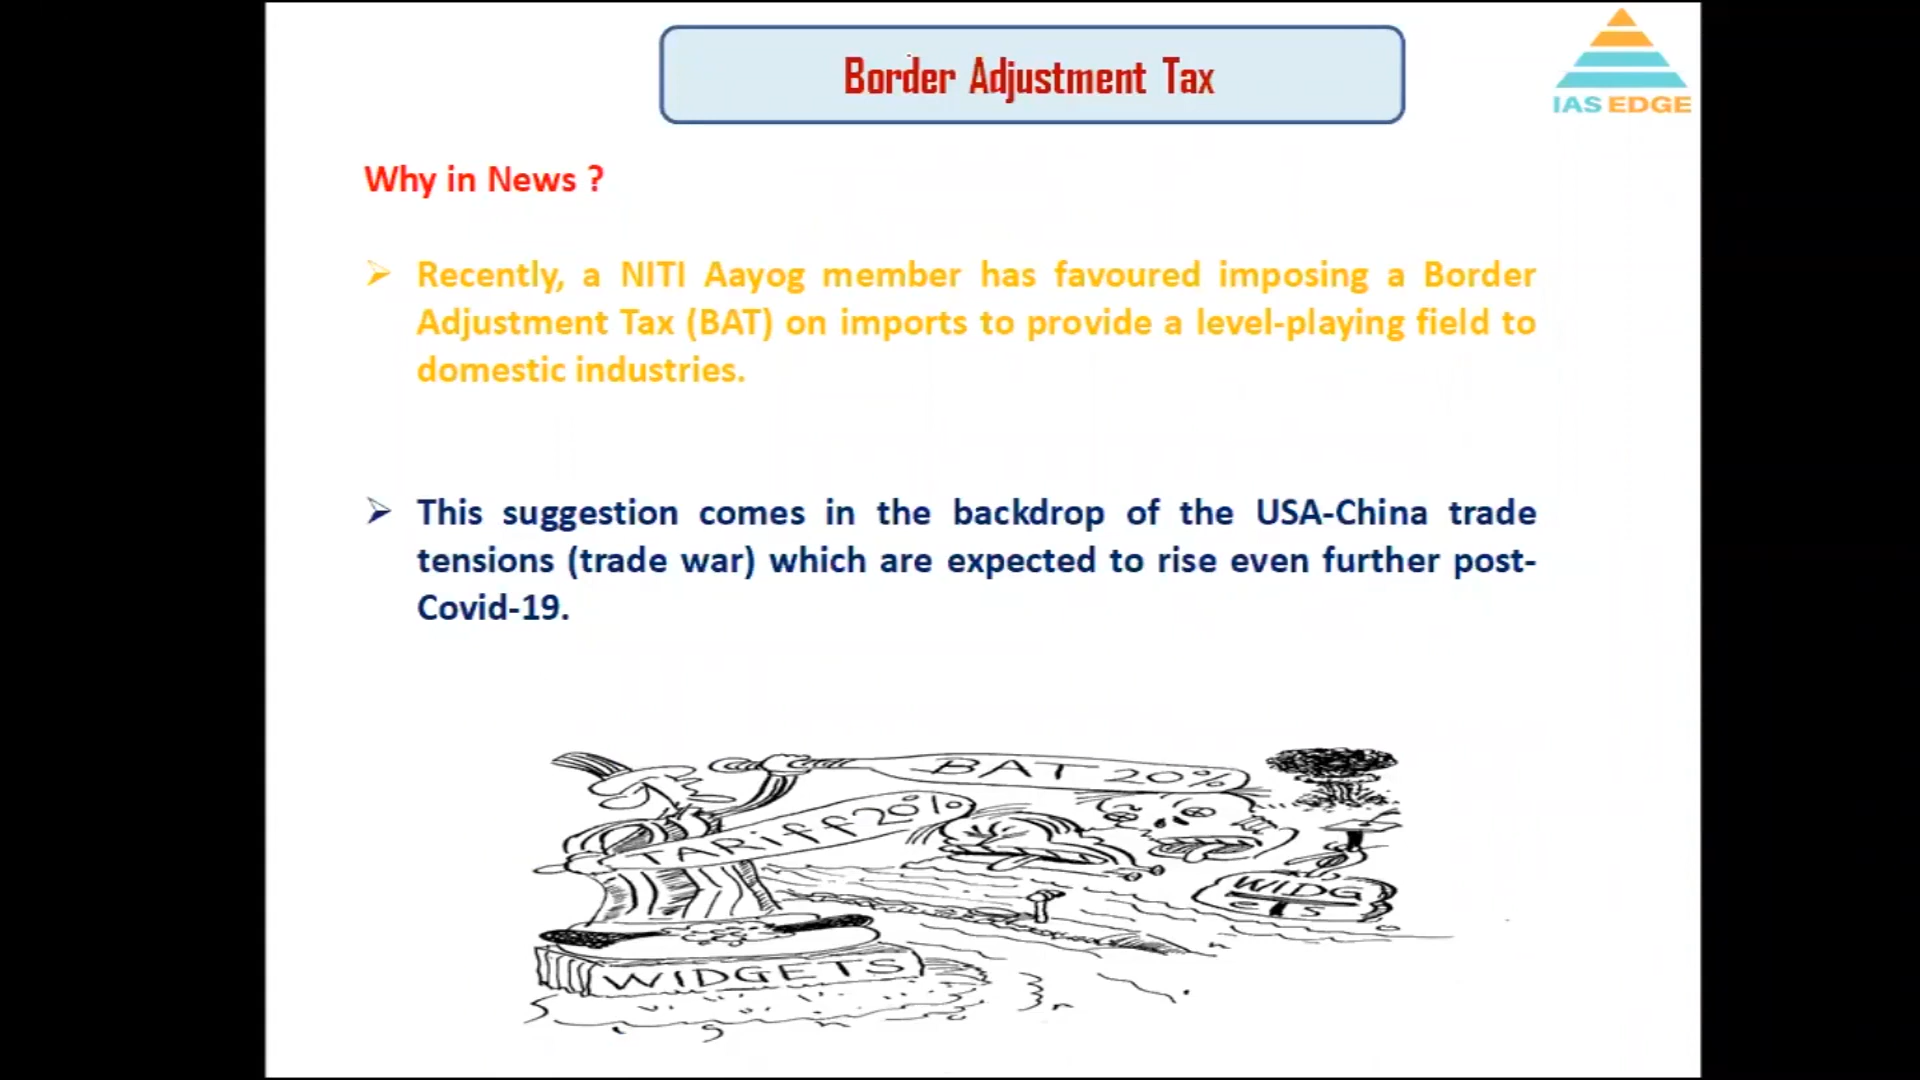 Border Adjustment Tax
IAS EDGE
Why in News ?
Recently, a NITI Aayog member has favoured imposing a Border
Adjustment Tax (BAT) on imports to provide a level-playing field to
domestic industries.
This suggestion comes in the backdrop of the USA-China trade
tensions (trade war) which are expected to rise even further post-
Covid-19.
BAT 20%
TARiff 20%
WIDG
eTS
WIDGETS